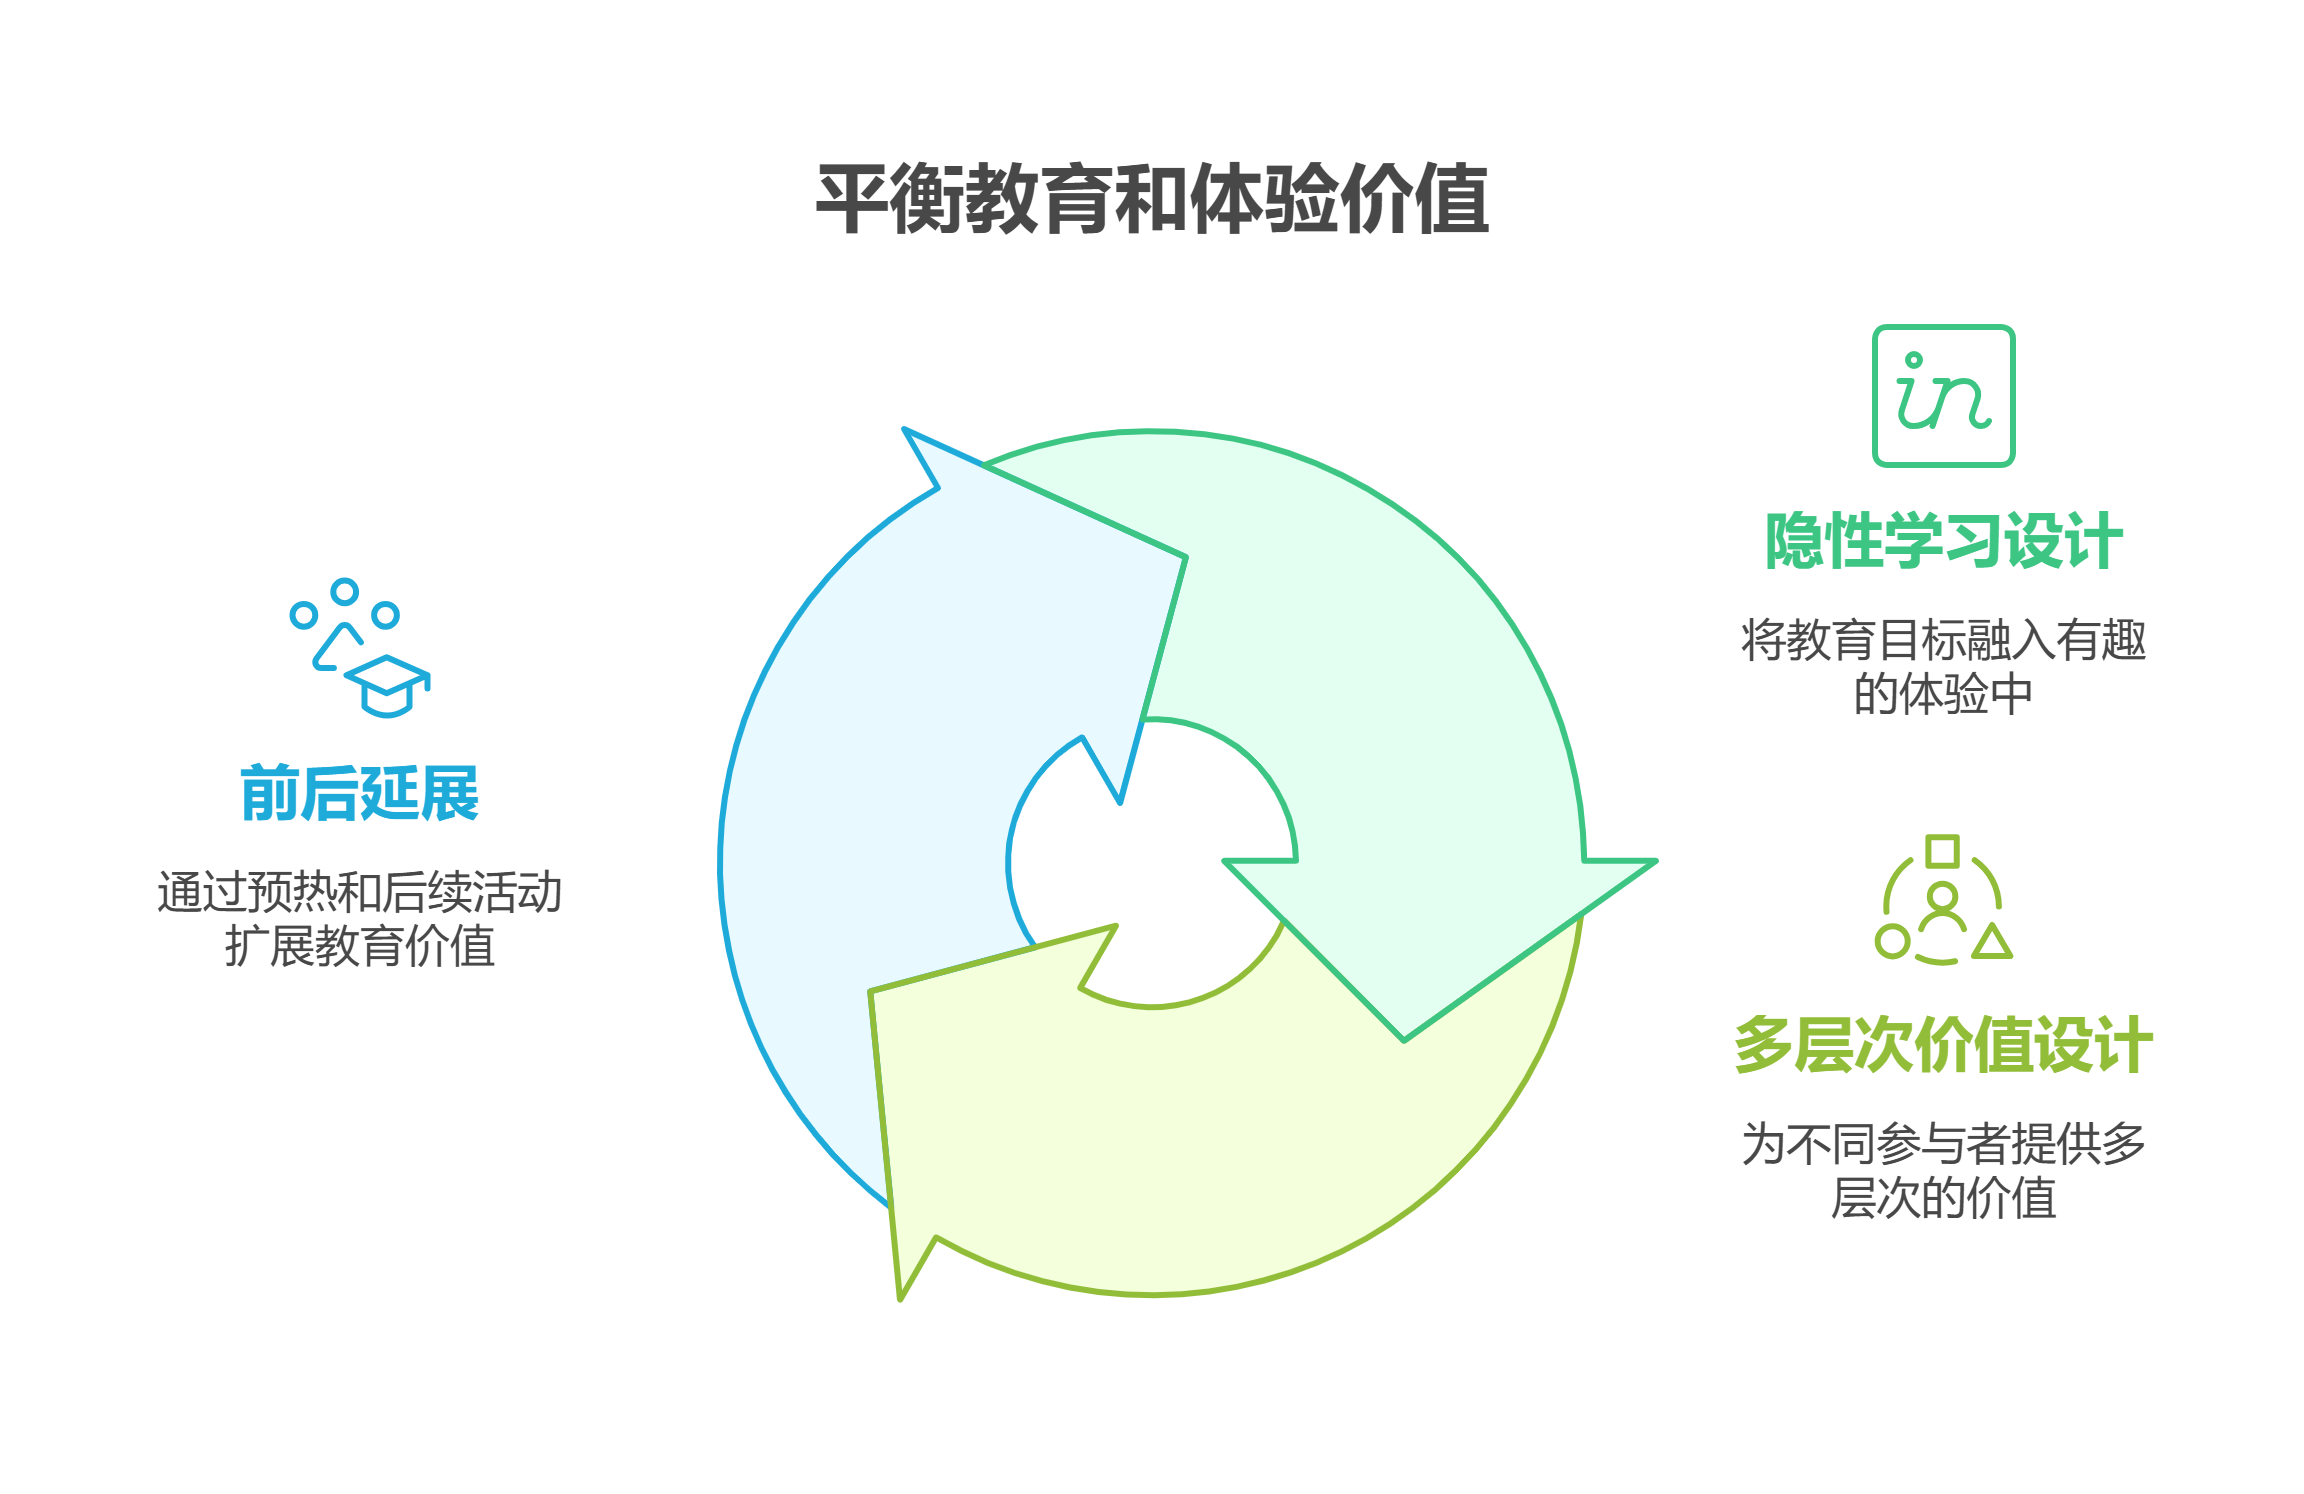 平衡教育和体验价值
in
隐性学习设计
将教育目标融入有趣
的体验中
前后延展
通过预热和后续活动
扩展教育价值
多层次价值设计
为不同参与者提供多
层次的价值